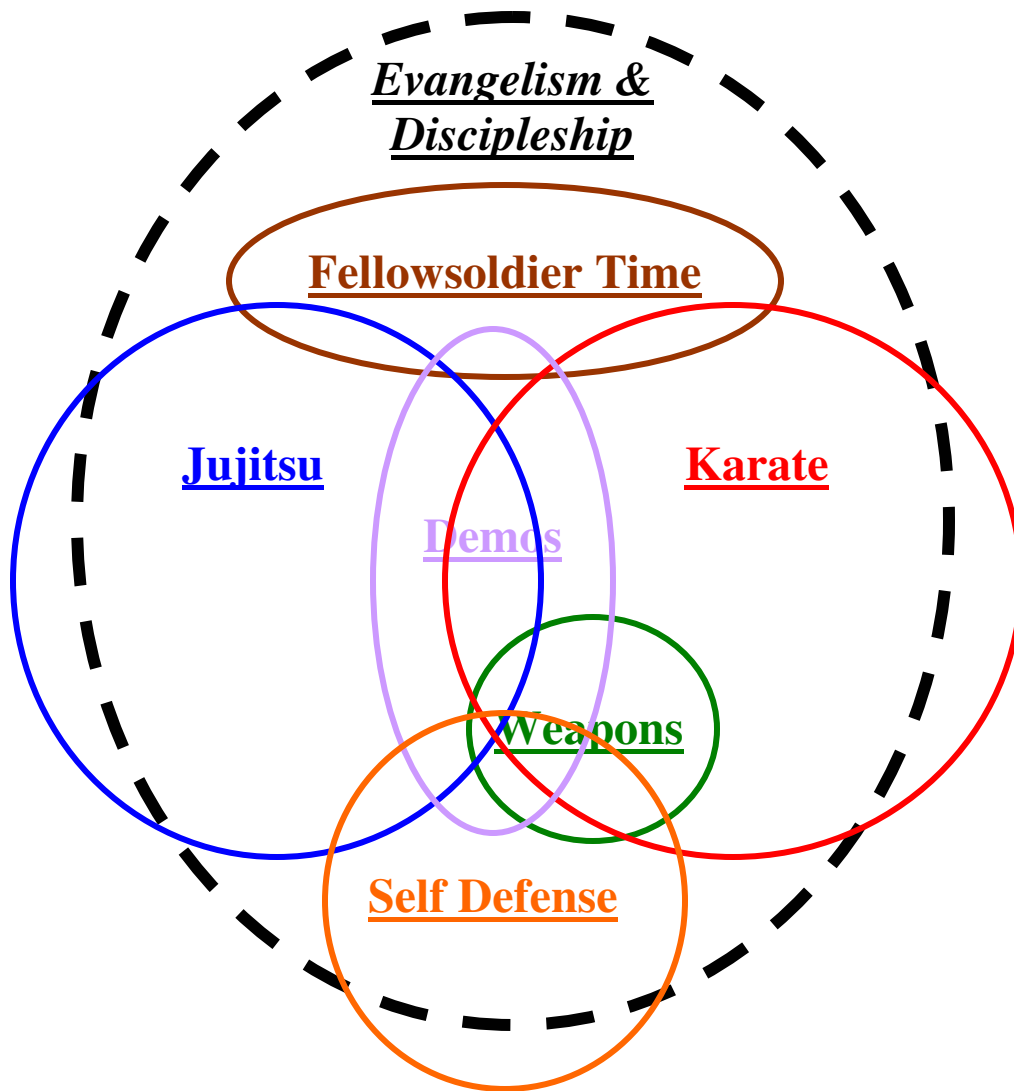 Evangelism &
Discipleship
Fellowsoldier Time
Jujitsu
Karate
Demos
Weapons
Self Defense